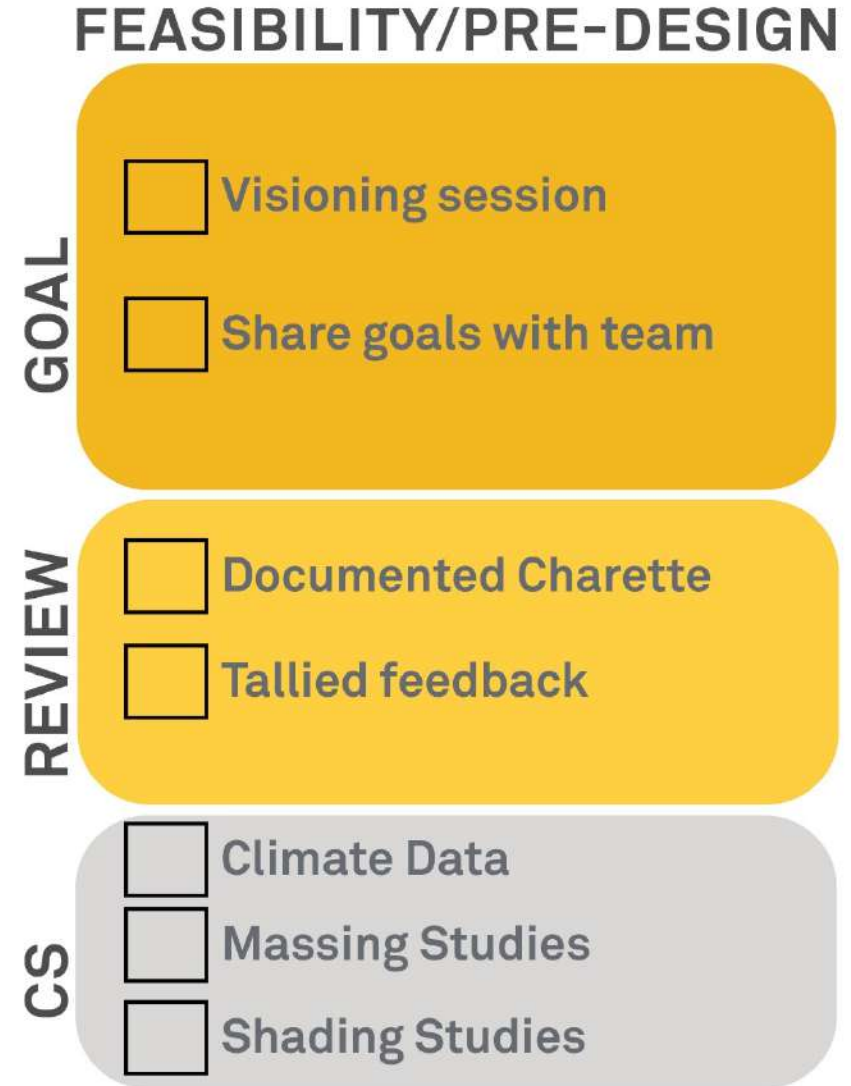 FEASIBILITY/PRE-DESIGN
GOAL
Visioning session
Share goals with team
REVIEW
Documented Charette
Tallied feedback
CS
Climate Data
Massing Studies
Shading Studies